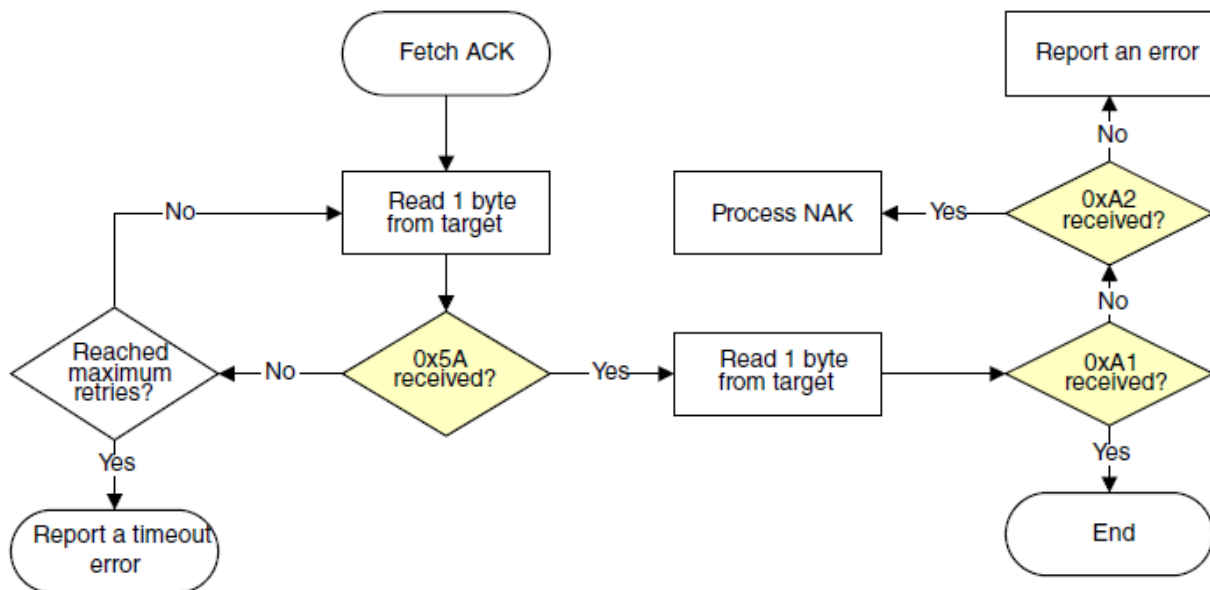 Fetch ACK
Report an error
No
No
Read 1 byte
from target
Process NAK
Yes
0xA2
received?
No
Reached
maximum
retries?
No
0x5A
received?
Yes
Read 1 byte
from target
0xA1
received?
Yes
Yes
Report a timeout
error
End